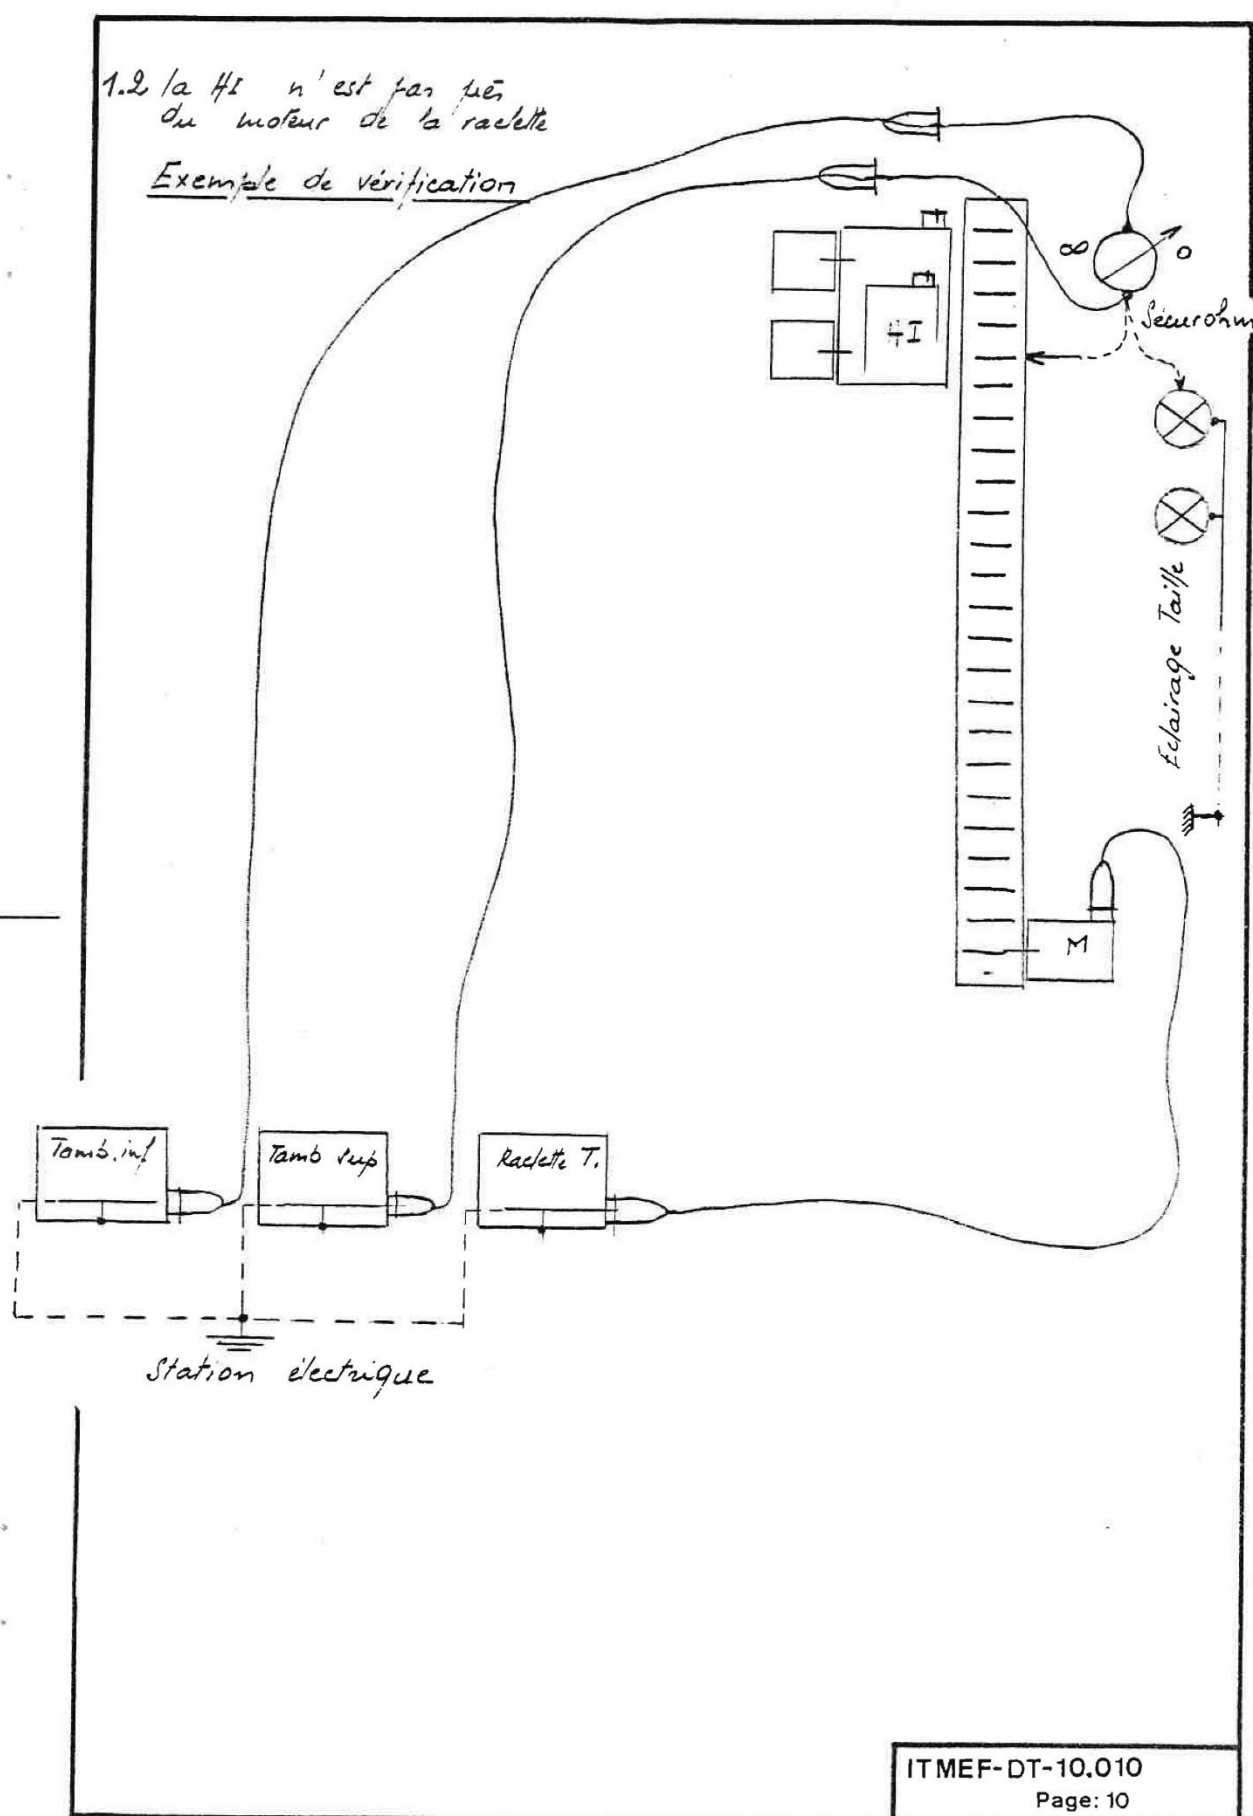 1.2 la HI n'est pas près
du moteur de la raclette
Exemple de vérification
∞
0
Sécurohm
HI
Eclairage Taille
M
Tamb. inf
Tamb sup
Raclette T.
Station électrique
ITMEF-DT-10.010
Page: 10